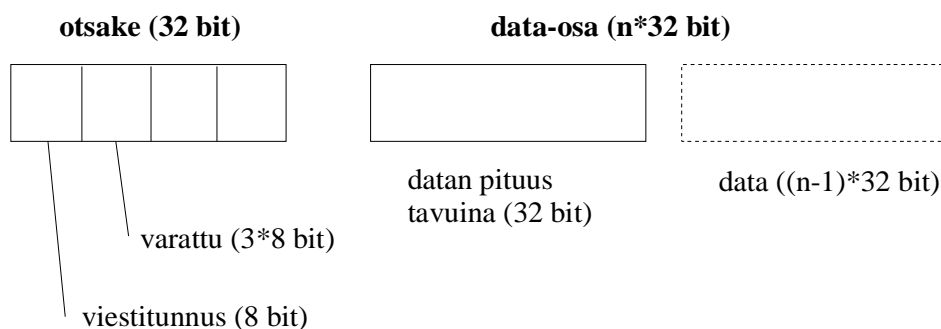 otsake (32 bit)
data-osa (n*32 bit)
datan pituus
tavuina (32 bit)
data ((n-1)*32 bit)
varattu (3*8 bit)
viestitunnus (8 bit)